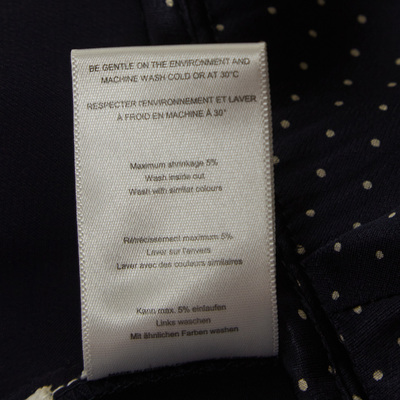 BE GENTLE ON THE ENVIRONMENT AND
MACHINE WASH COLD OR AT 30°C
RESPECTER l'ENVIRONNEMENT ET LAVER
À FROID EN MACHINE À 30°
Maximum shrinkage 5%
Wash inside out
Wash with similar colours
Rétrécissement maximum 5%
Laver sur l'envers
Laver avec des couleurs similaires
Kann max. 5% einlaufen
Links waschen
Mit ähnlichen Farben washen